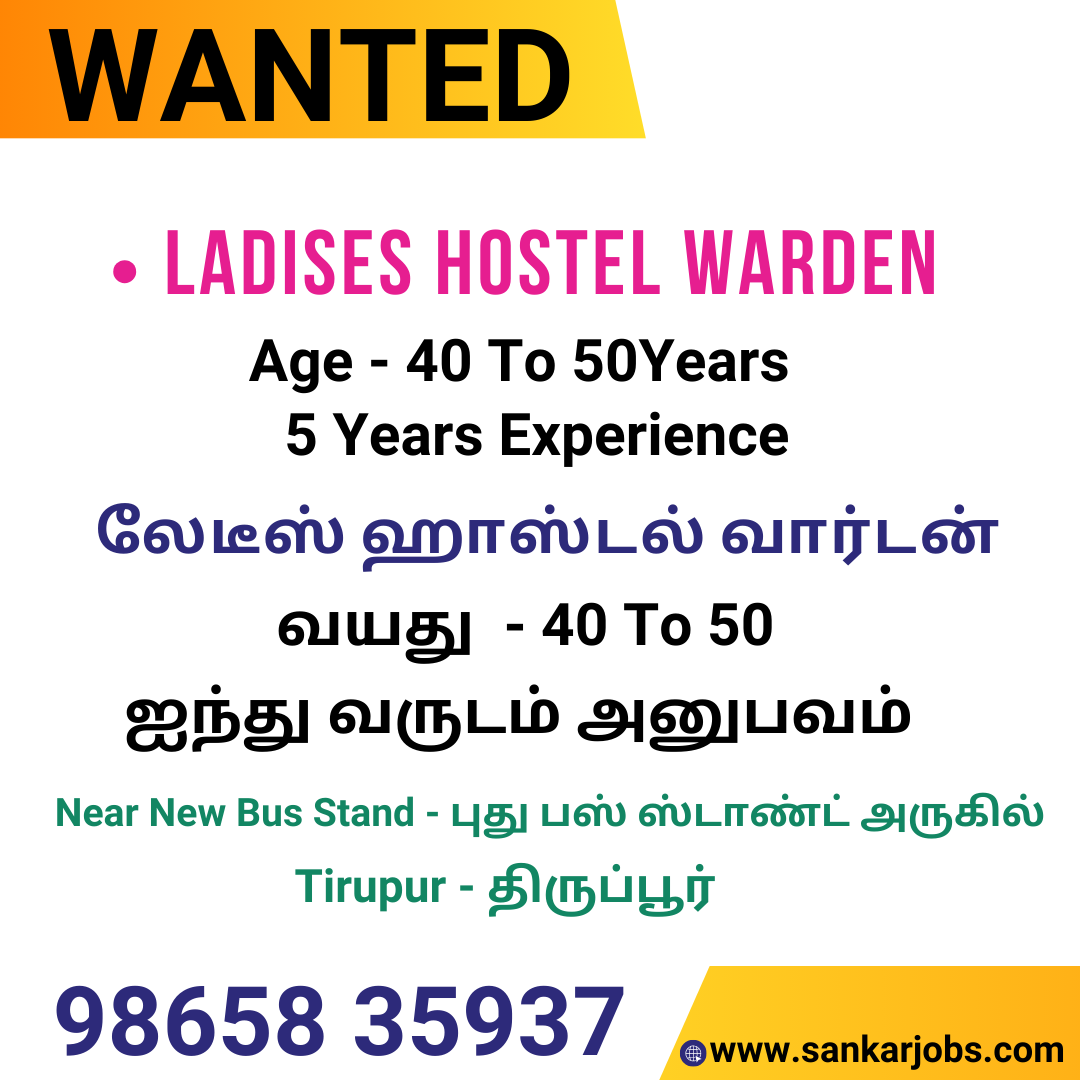 WANTED
• LADISES HOSTEL WARDEN
Age - 40 To 50Years
5 Years Experience
லேடீஸ் ஹாஸ்டல் வார்டன்
வயது - 40 To 50
ஐந்து வருடம் அனுபவம்
Near New Bus Stand - புது பஸ் ஸ்டாண்ட் அருகில்
Tirupur - திருப்பூர்
98658 35937
www.sankarjobs.com